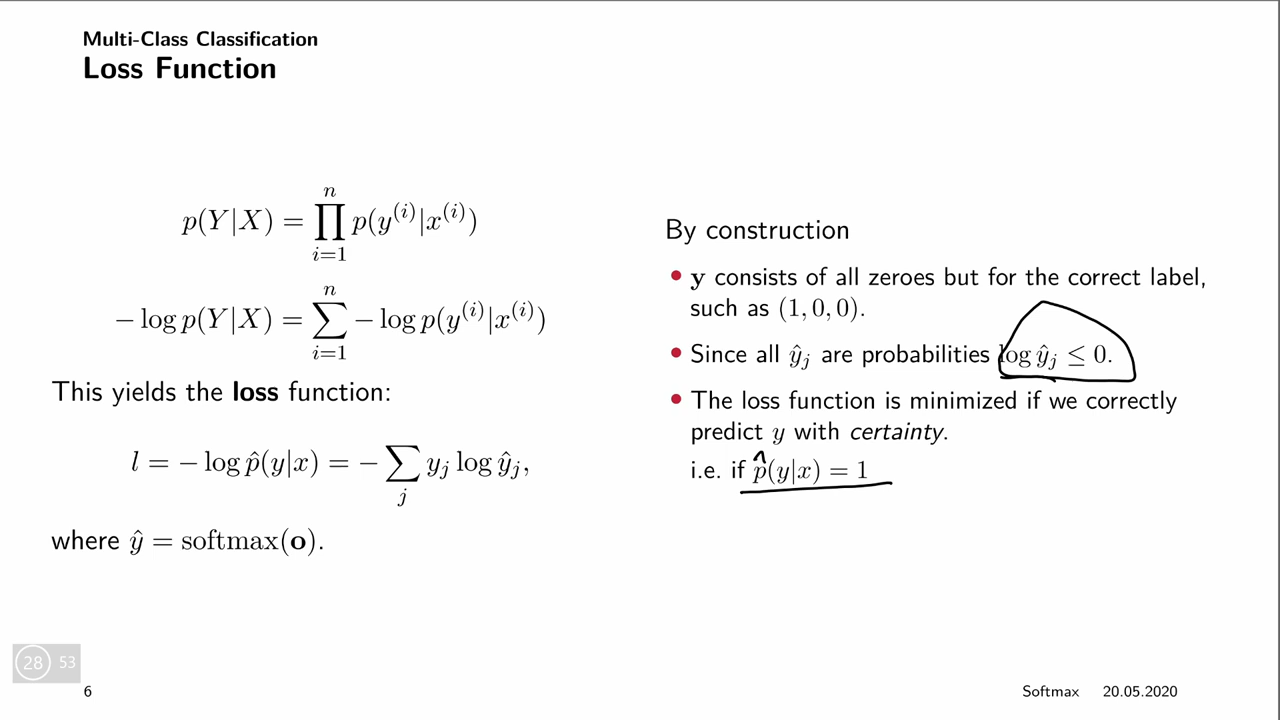 Multi-Class Classification
Loss Function
p(Y|X) = ∏_{i=1}^{n} p(y^{(i)}|x^{(i)})
− log p(Y|X) = ∑_{i=1}^{n} − log p(y^{(i)}|x^{(i)})
This yields the loss function:
l = − log p̂(y|x) = − ∑_j y_j log ŷ_j,
where ŷ = softmax(o).
By construction
• y consists of all zeroes but for the correct label,
such as (1, 0, 0).
• Since all ŷ_j are probabilities log ŷ_j ≤ 0.
• The loss function is minimized if we correctly
predict y with certainty.
i.e. if p̂(y|x) = 1
28 53
6
Softmax 20.05.2020